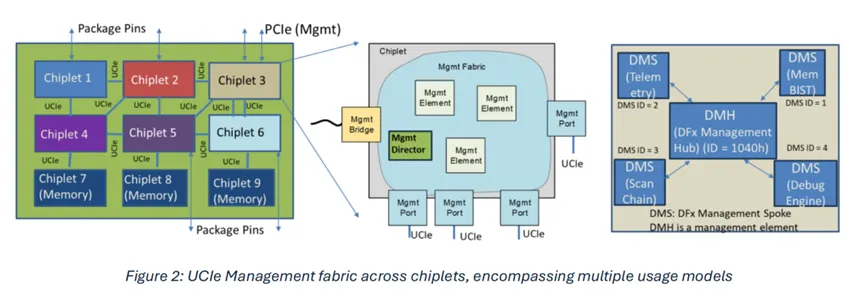 Package Pins
PCIe (Mgmt)
Chiplet 1
UCIe
Chiplet 2
UCIe
Chiplet 3
UCIe
UCIe
UCIe
UCIe
UCIe
Chiplet 4
UCIe
Chiplet 5
UCIe
Chiplet 6
UCIe
UCIe
UCIe
Chiplet 7
(Memory)
Chiplet 8
(Memory)
Chiplet 9
(Memory)
Package Pins
Chiplet
Mgmt Fabric
Mgmt
Element
Mgmt
Element
Mgmt
Bridge
Mgmt
Director
Mgmt
Element
Mgmt
Port
UCIe
Mgmt
Port
Mgmt
Port
Mgmt
Port
UCIe
UCIe
UCIe
DMS
(Telem
etry)
DMS ID = 2
DMS
(Mem
BIST)
DMS ID = 1
DMH
(DFx Management
Hub) (ID = 1040h)
DMS ID = 3
DMS
(Scan
Chain)
DMS ID = 4
DMS
(Debug
Engine)
DMS: DFx Management Spoke
DMH is a management element
Figure 2: UCIe Management fabric across chiplets, encompassing multiple usage models